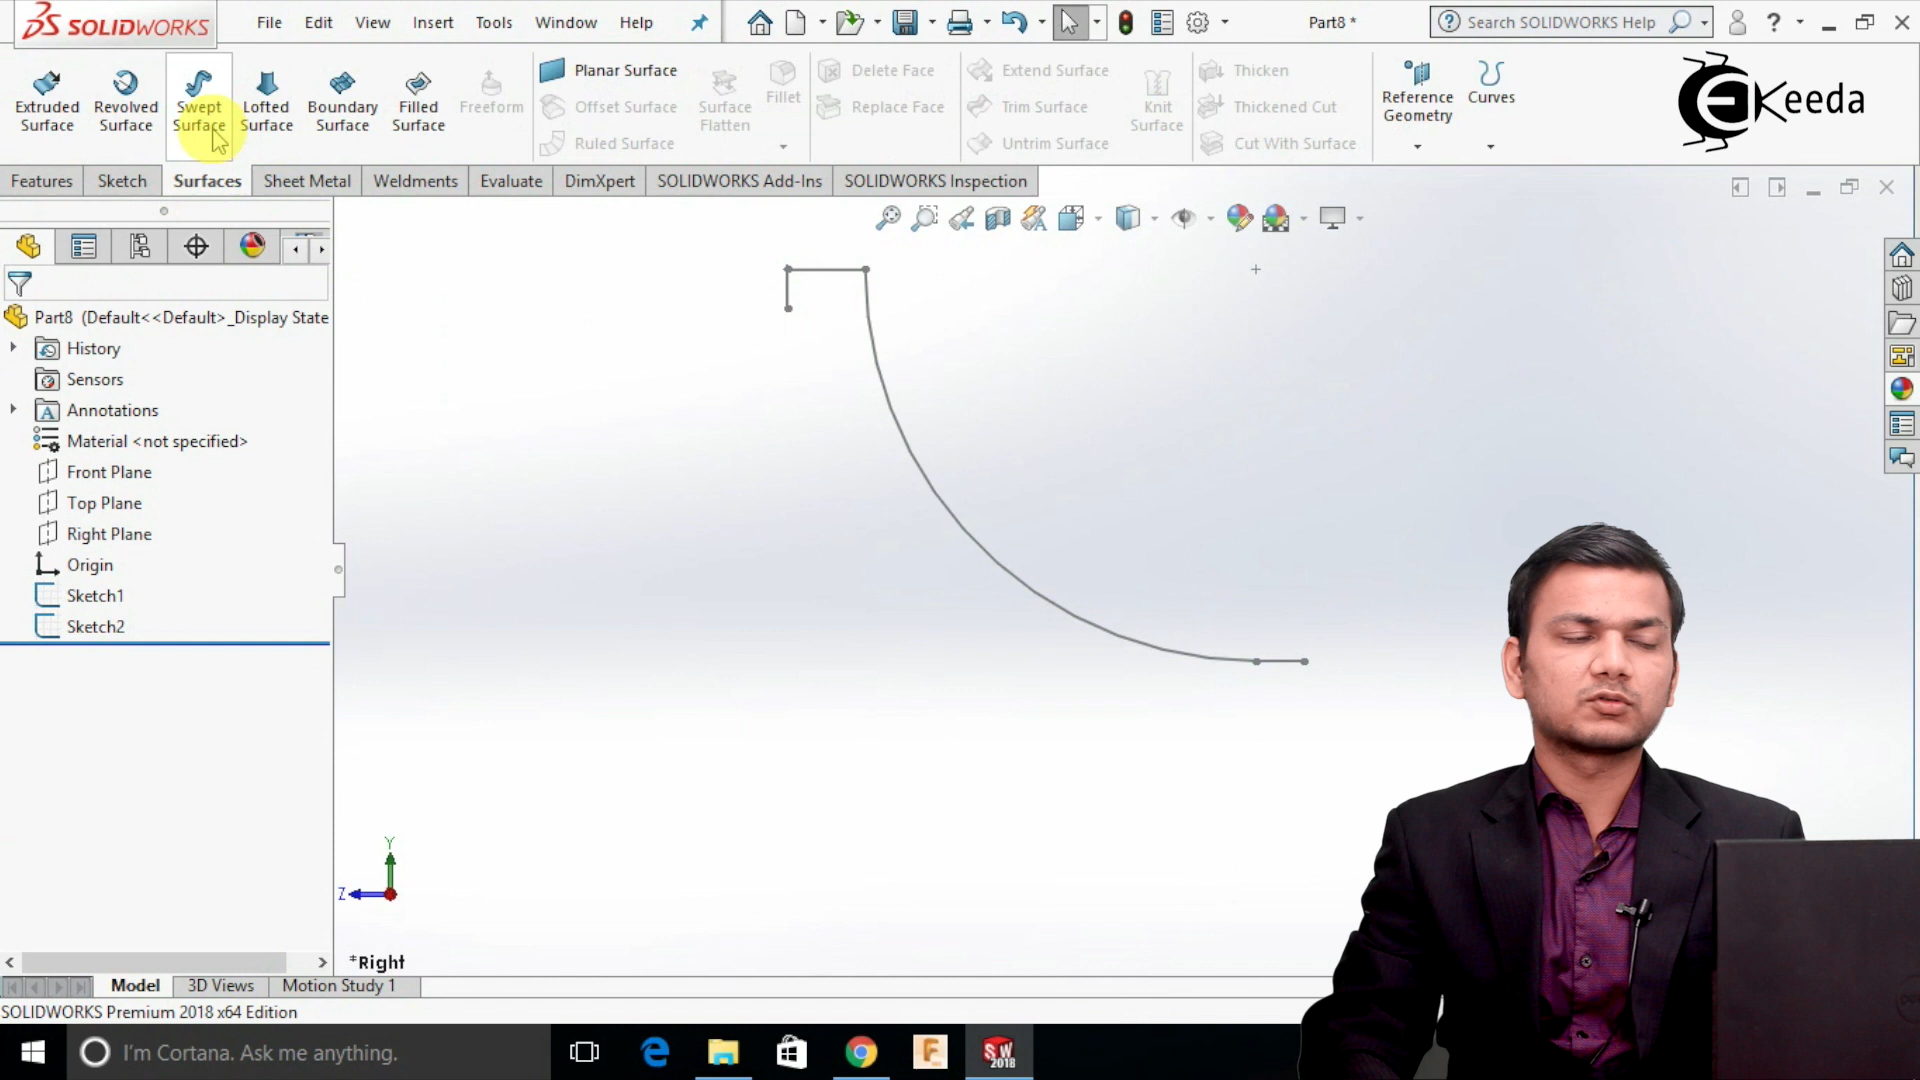 SOLIDWORKS File Edit View Insert Tools Window Help Part8 * Search SOLIDWORKS Help
Extruded Surface
Revolved Surface
Swept Surface
Lofted Surface
Boundary Surface
Filled Surface
Freeform
Planar Surface
Offset Surface
Ruled Surface
Surface Flatten
Fillet
Delete Face
Replace Face
Extend Surface
Trim Surface
Untrim Surface
Knit Surface
Thicken
Thickened Cut
Cut With Surface
Reference Geometry
Curves
EKeeda
Features Sketch Surfaces Sheet Metal Weldments Evaluate DimXpert SOLIDWORKS Add-Ins SOLIDWORKS Inspection
Part8 (Default<<Default>_Display State
History
Sensors
Annotations
Material <not specified>
Front Plane
Top Plane
Right Plane
Origin
Sketch1
Sketch2
Y
Z
*Right
Model 3D Views Motion Study 1
SOLIDWORKS Premium 2018 x64 Edition
I'm Cortana. Ask me anything.
SW
2018